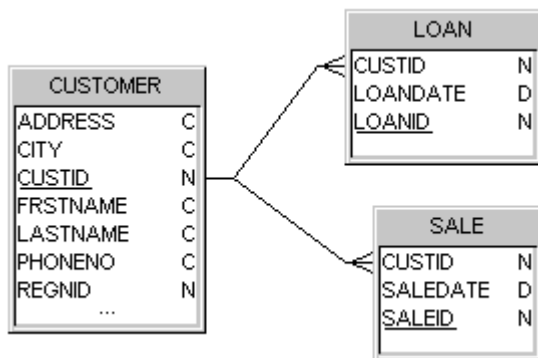 CUSTOMER
ADDRESS C
CITY C
CUSTID N
FRSTNAME C
LASTNAME C
PHONENO C
REGNID N
...
LOAN
CUSTID N
LOANDATE D
LOANID N
SALE
CUSTID N
SALEDATE D
SALEID N